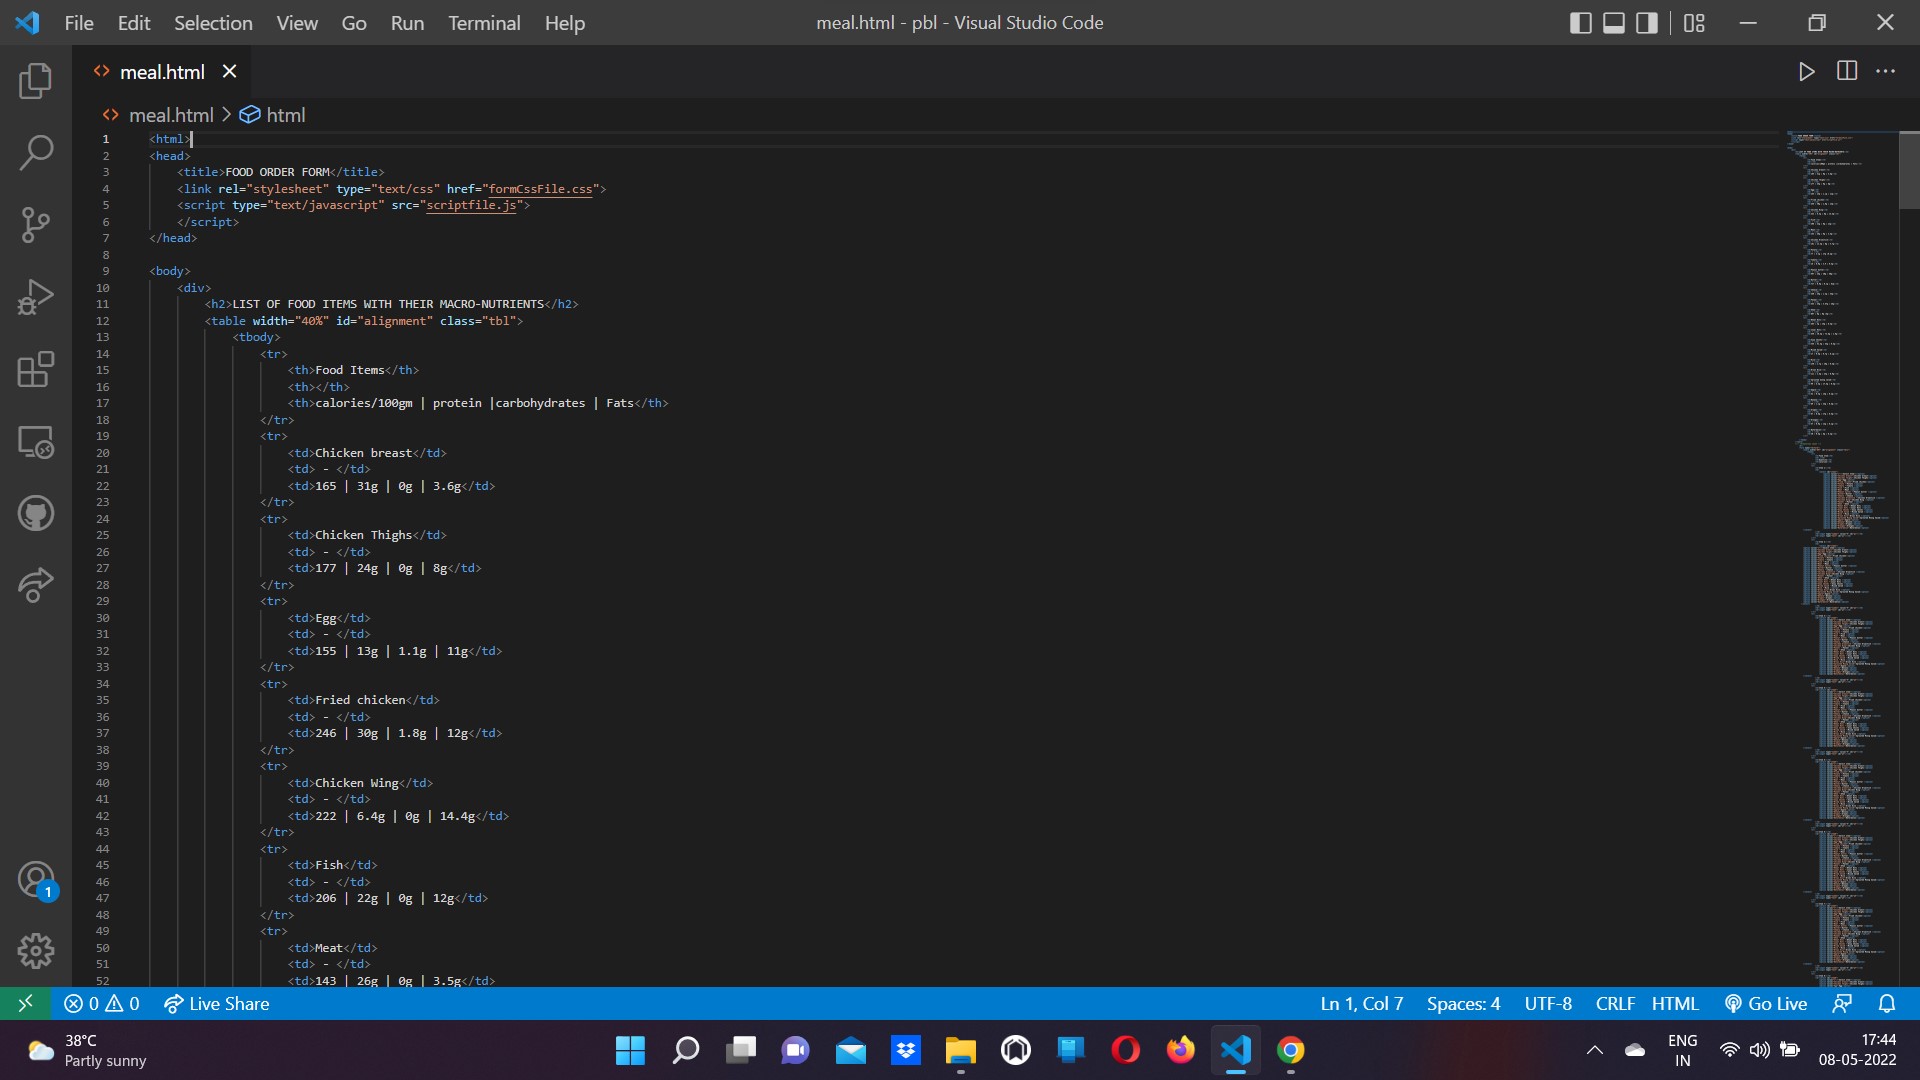 File Edit Selection View Go Run Terminal Help
meal.html - pbl - Visual Studio Code
meal.html
meal.html > html
1 <html>
2 <head>
3 <title>FOOD ORDER FORM</title>
4 <link rel="stylesheet" type="text/css" href="formCssFile.css">
5 <script type="text/javascript" src="scriptfile.js">
6 </script>
7 </head>
8
9 <body>
10 <div>
11 <h2>LIST OF FOOD ITEMS WITH THEIR MACRO-NUTRIENTS</h2>
12 <table width="40%" id="alignment" class="tbl">
13 <tbody>
14 <tr>
15 <th>Food Items</th>
16 <th></th>
17 <th>calories/100gm | protein |carbohydrates | Fats</th>
18 </tr>
19 <tr>
20 <td>Chicken breast</td>
21 <td> - </td>
22 <td>165 | 31g | 0g | 3.6g</td>
23 </tr>
24 <tr>
25 <td>Chicken Thighs</td>
26 <td> - </td>
27 <td>177 | 24g | 0g | 8g</td>
28 </tr>
29 <tr>
30 <td>Egg</td>
31 <td> - </td>
32 <td>155 | 13g | 1.1g | 11g</td>
33 </tr>
34 <tr>
35 <td>Fried chicken</td>
36 <td> - </td>
37 <td>246 | 30g | 1.8g | 12g</td>
38 </tr>
39 <tr>
40 <td>Chicken Wing</td>
41 <td> - </td>
42 <td>222 | 6.4g | 0g | 14.4g</td>
43 </tr>
44 <tr>
45 <td>Fish</td>
46 <td> - </td>
47 <td>206 | 22g | 0g | 12g</td>
48 </tr>
49 <tr>
50 <td>Meat</td>
51 <td> - </td>
52 <td>143 | 26g | 0g | 3.5g</td>
1
0 0 Live Share
Ln 1, Col 7 Spaces: 4 UTF-8 CRLF HTML Go Live
38°C
Partly sunny
ENG
IN
17:44
08-05-2022